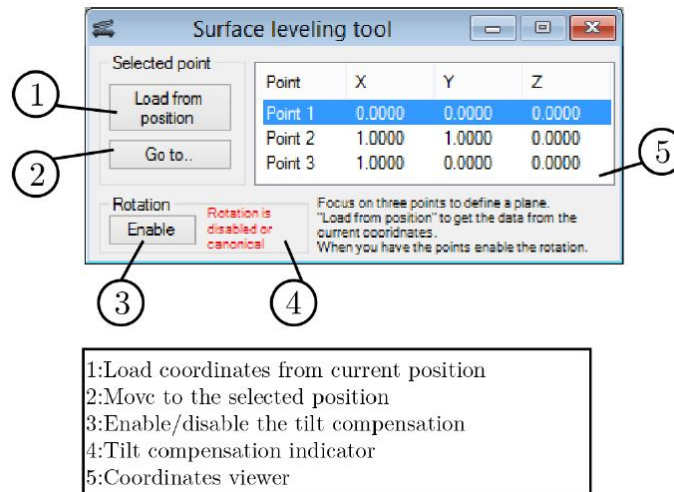 Surface leveling tool
Selected point
Load from
position
Go to..
Point X Y Z
Point 1 0.0000 0.0000 0.0000
Point 2 1.0000 1.0000 0.0000
Point 3 1.0000 0.0000 0.0000
Rotation
Enable
Rotation is
disabled or
canonical
Focus on three points to define a plane.
"Load from position" to get the data from the
current coordinates.
When you have the points enable the rotation.
1
2
3
4
5
1:Load coordinates from current position
2:Move to the selected position
3:Enable/disable the tilt compensation
4:Tilt compensation indicator
5:Coordinates viewer